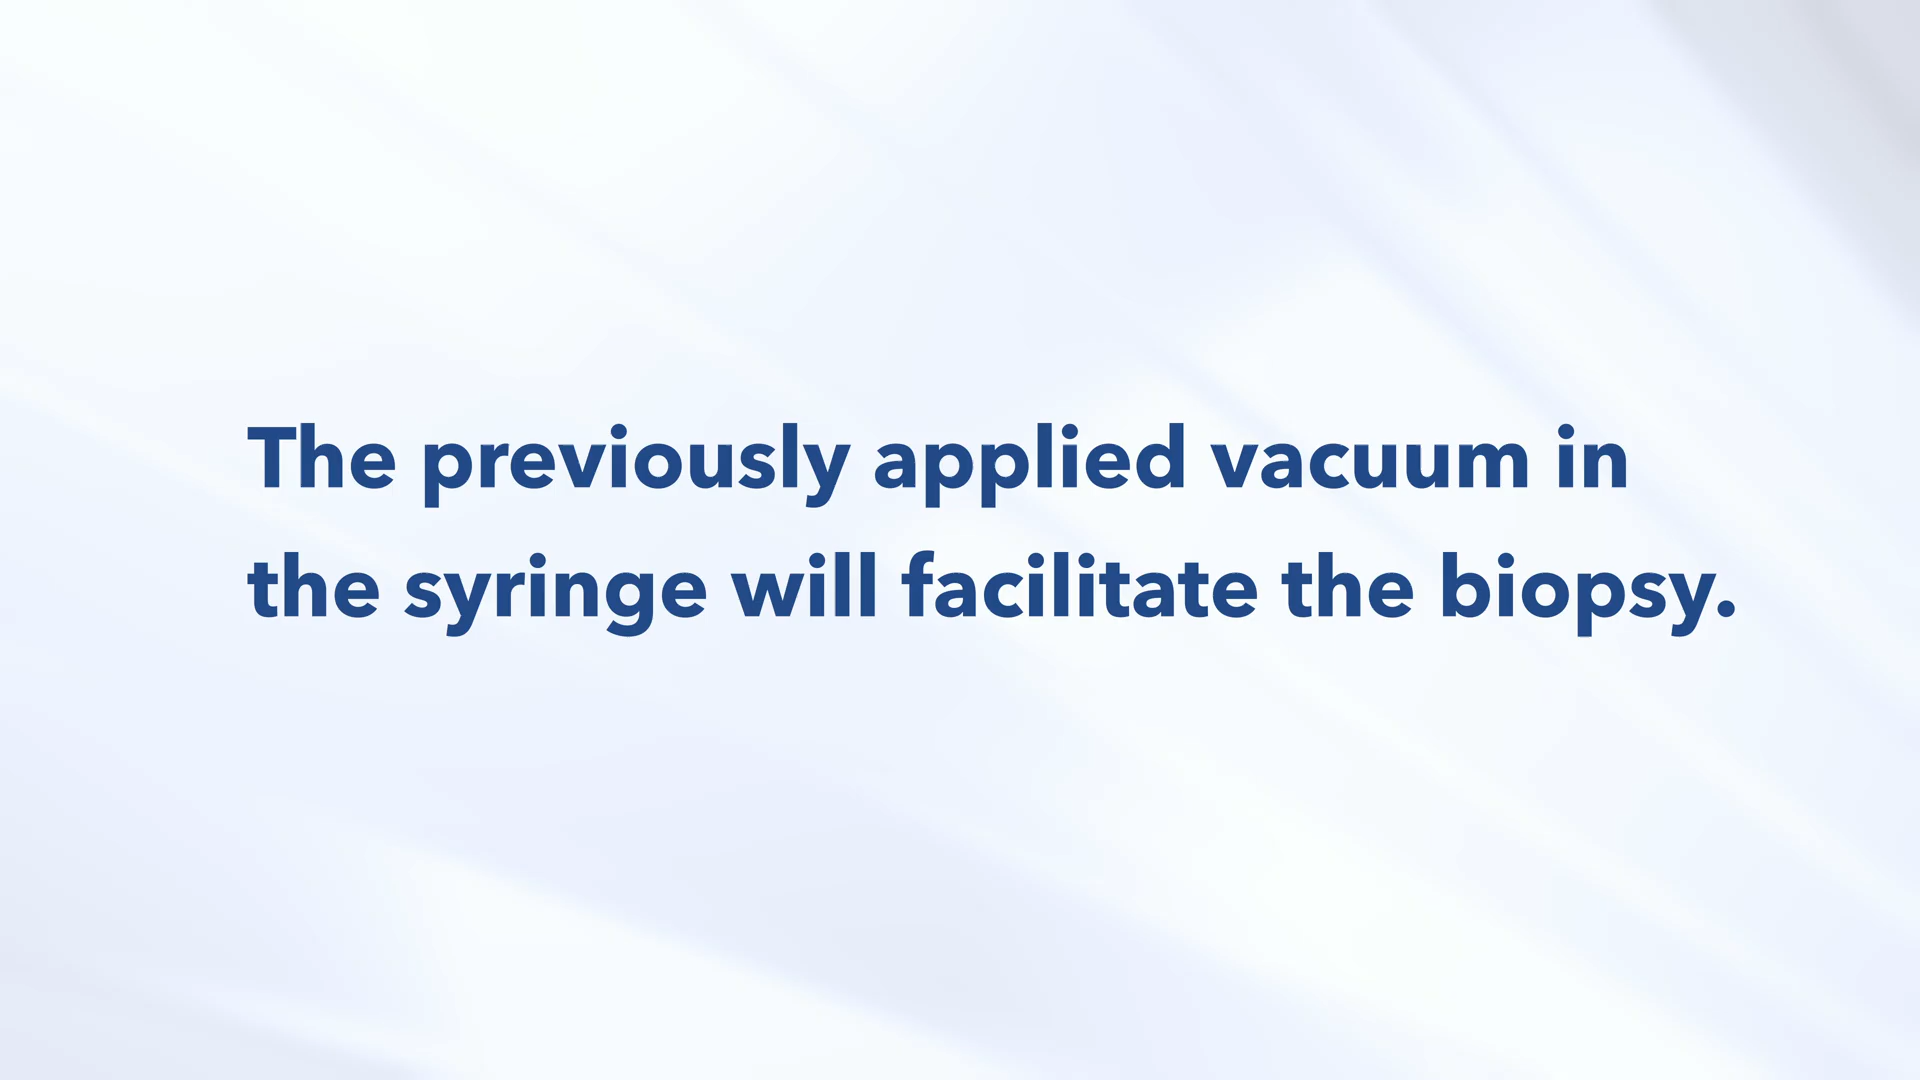 The previously applied vacuum in
the syringe will facilitate the biopsy.